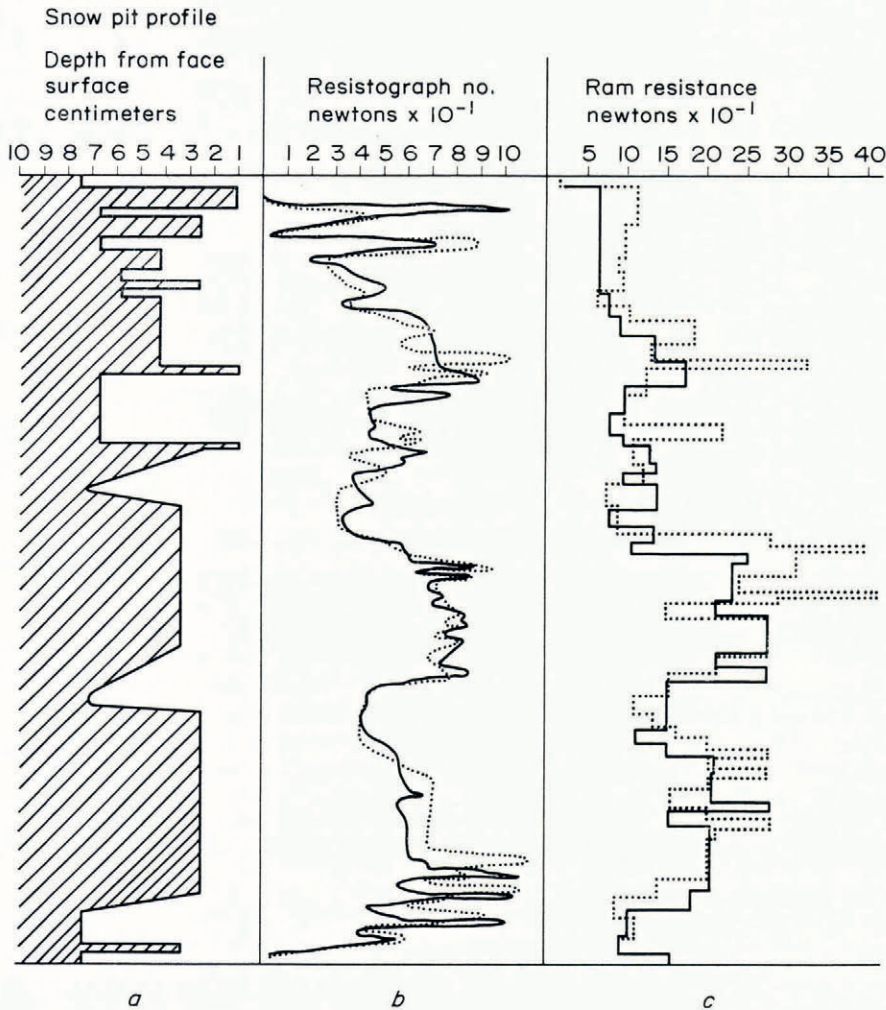 Snow pit profile
Depth from face
surface
centimeters
10 9 8 7 6 5 4 3 2 1
Resistograph no.
newtons x 10⁻¹
1 2 3 4 5 6 7 8 9 10
Ram resistance
newtons x 10⁻¹
5 10 15 20 25 30 35 40
a
b
c